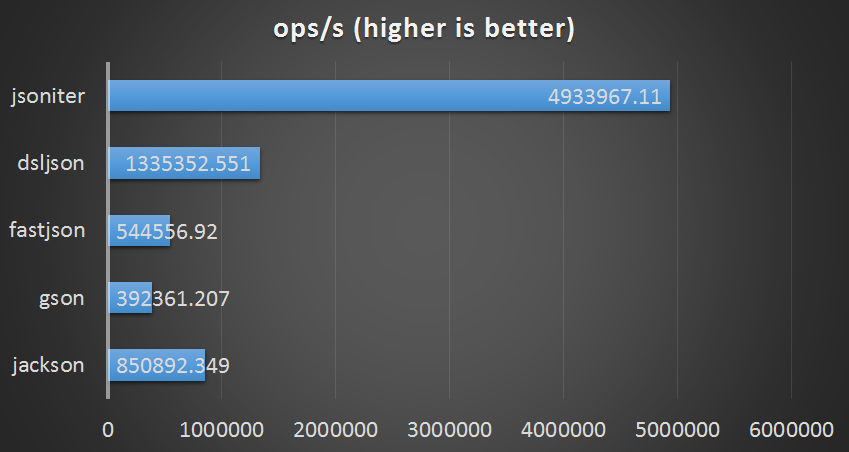 ops/s (higher is better)
jsoniter 4933967.11
dsljson 1335352.551
fastjson 544556.92
gson 392361.207
jackson 850892.349
0 1000000 2000000 3000000 4000000 5000000 6000000